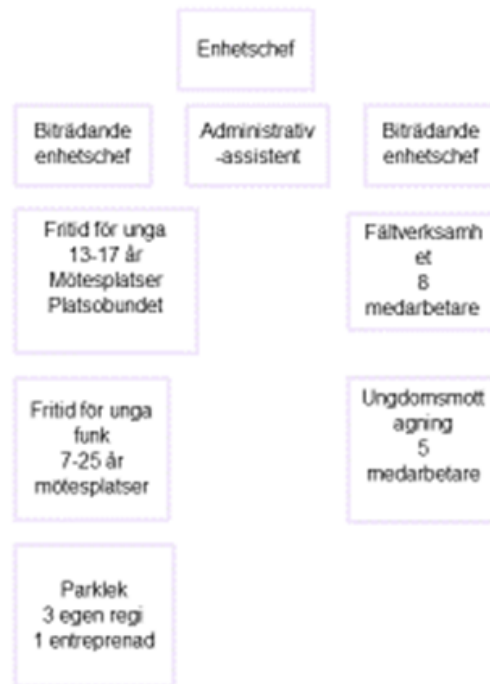 Enhetschef
Biträdande
enhetschef
Administrativ
-assistent
Biträdande
enhetschef
Fritid för unga
13-17 år
Mötesplatser
Platsobundet
Fältverksamh
et
8
medarbetare
Fritid för unga
funk
7-25 år
mötesplatser
Ungdomsmott
agning
5
medarbetare
Parklek
3 egen regi
1 entreprenad